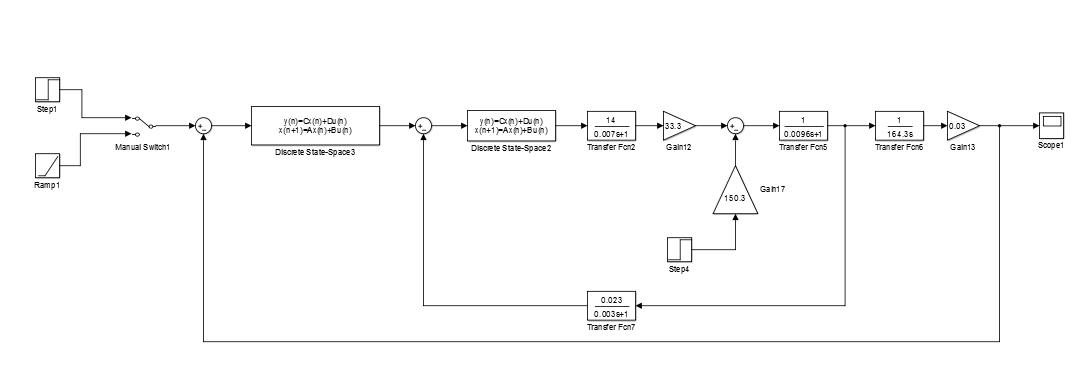 Step1
Manual Switch1
Ramp1
y(n)=Cx(n)+Du(n)
x(n+1)=Ax(n)+Bu(n)
Discrete State-Space3
y(n)=Cx(n)+Du(n)
x(n+1)=Ax(n)+Bu(n)
Discrete State-Space2
14
0.007s+1
Transfer Fcn2
33.3
Gain12
1
0.0096s+1
Transfer Fcn5
1
164.3s
Transfer Fcn6
0.03
Gain13
Scope1
150.3
Gain17
Step4
0.023
0.003s+1
Transfer Fcn7